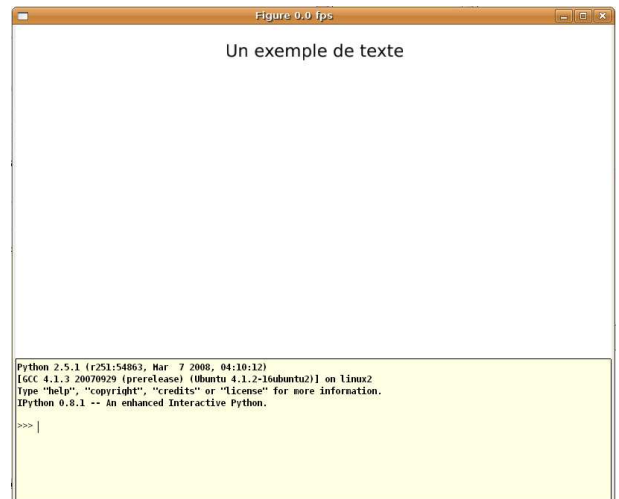 Figure 0.0 fps
Un exemple de texte
Python 2.5.1 (r251:54863, Mar  7 2008, 04:10:12)
[GCC 4.1.3 20070929 (prerelease) (Ubuntu 4.1.2-16ubuntu2)] on linux2
Type "help", "copyright", "credits" or "license" for more information.
IPython 0.8.1 -- An enhanced Interactive Python.
>>>